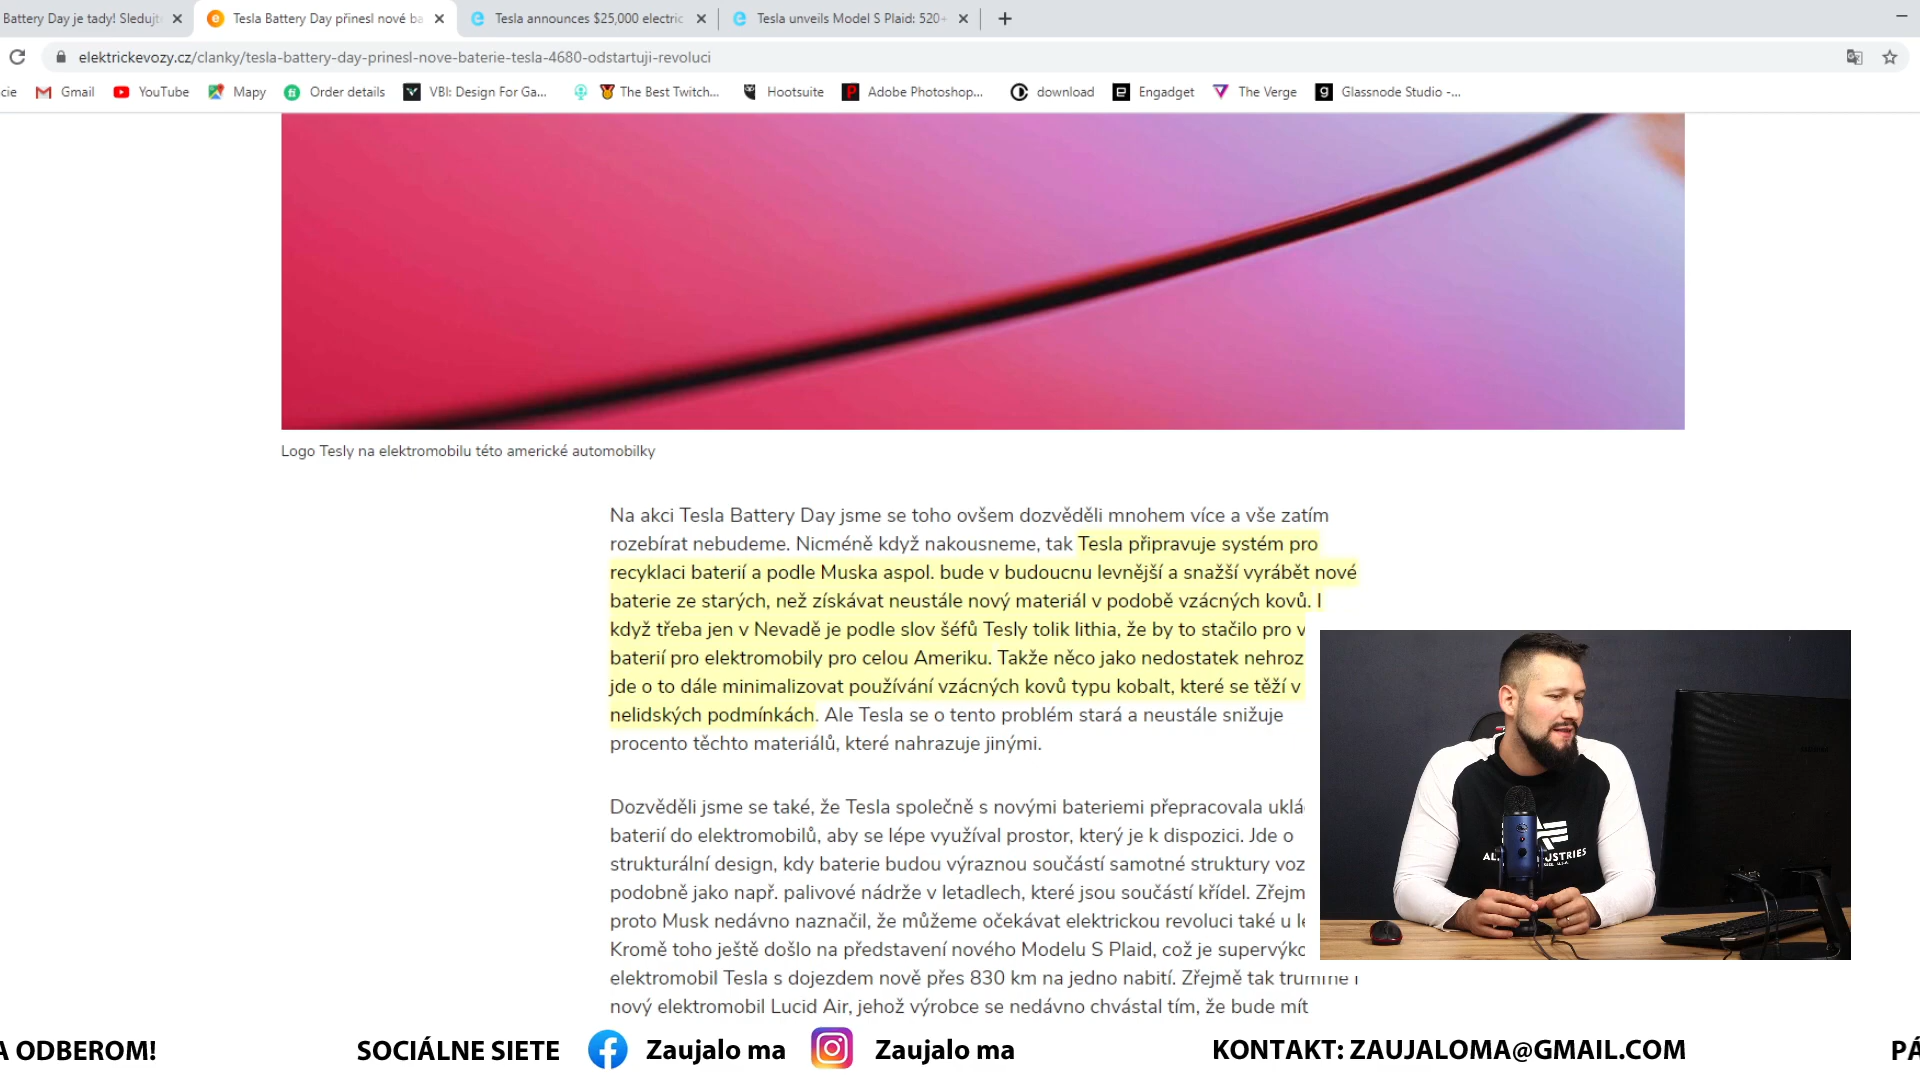 Battery Day je tady! Sledujt
Tesla Battery Day přinesl nové ba
Tesla announces $25,000 electric
Tesla unveils Model S Plaid: 520+
elektrickevozy.cz/clanky/tesla-battery-day-prinesl-nove-baterie-tesla-4680-odstartuji-revoluci
cie
Gmail
YouTube
Mapy
Order details
VBI: Design For Ga...
The Best Twitch...
Hootsuite
Adobe Photoshop...
download
Engadget
The Verge
Glassnode Studio -...
Logo Tesly na elektromobilu této americké automobilky
Na akci Tesla Battery Day jsme se toho ovšem dozvěděli mnohem více a vše zatím
rozebírat nebudeme. Nicméně když nakousneme, tak Tesla připravuje systém pro
recyklaci baterií a podle Muska aspol. bude v budoucnu levnější a snažší vyrábět nové
baterie ze starých, než získávat neustále nový materiál v podobě vzácných kovů. I
když třeba jen v Nevadě je podle slov šéfů Tesly tolik lithia, že by to stačilo pro v
baterií pro elektromobily pro celou Ameriku. Takže něco jako nedostatek nehroz
jde o to dále minimalizovat používání vzácných kovů typu kobalt, které se těží v
nelidských podmínkách. Ale Tesla se o tento problém stará a neustále snižuje
procento těchto materiálů, které nahrazuje jinými.
Dozvěděli jsme se také, že Tesla společně s novými bateriemi přepracovala uklá
baterií do elektromobilů, aby se lépe využíval prostor, který je k dispozici. Jde o
strukturální design, kdy baterie budou výraznou součástí samotné struktury voz
podobně jako např. palivové nádrže v letadlech, které jsou součástí křídel. Zřejm
proto Musk nedávno naznačil, že můžeme očekávat elektrickou revoluci také u le
Kromě toho ještě došlo na představení nového Modelu S Plaid, což je supervýko
elektromobil Tesla s dojezdem nově přes 830 km na jedno nabití. Zřejmě tak trumfne i
nový elektromobil Lucid Air, jehož výrobce se nedávno chvástal tím, že bude mít
A ODBEROM!
SOCIÁLNE SIETE
Zaujalo ma
Zaujalo ma
KONTAKT: ZAUJALOMA@GMAIL.COM
PÁ